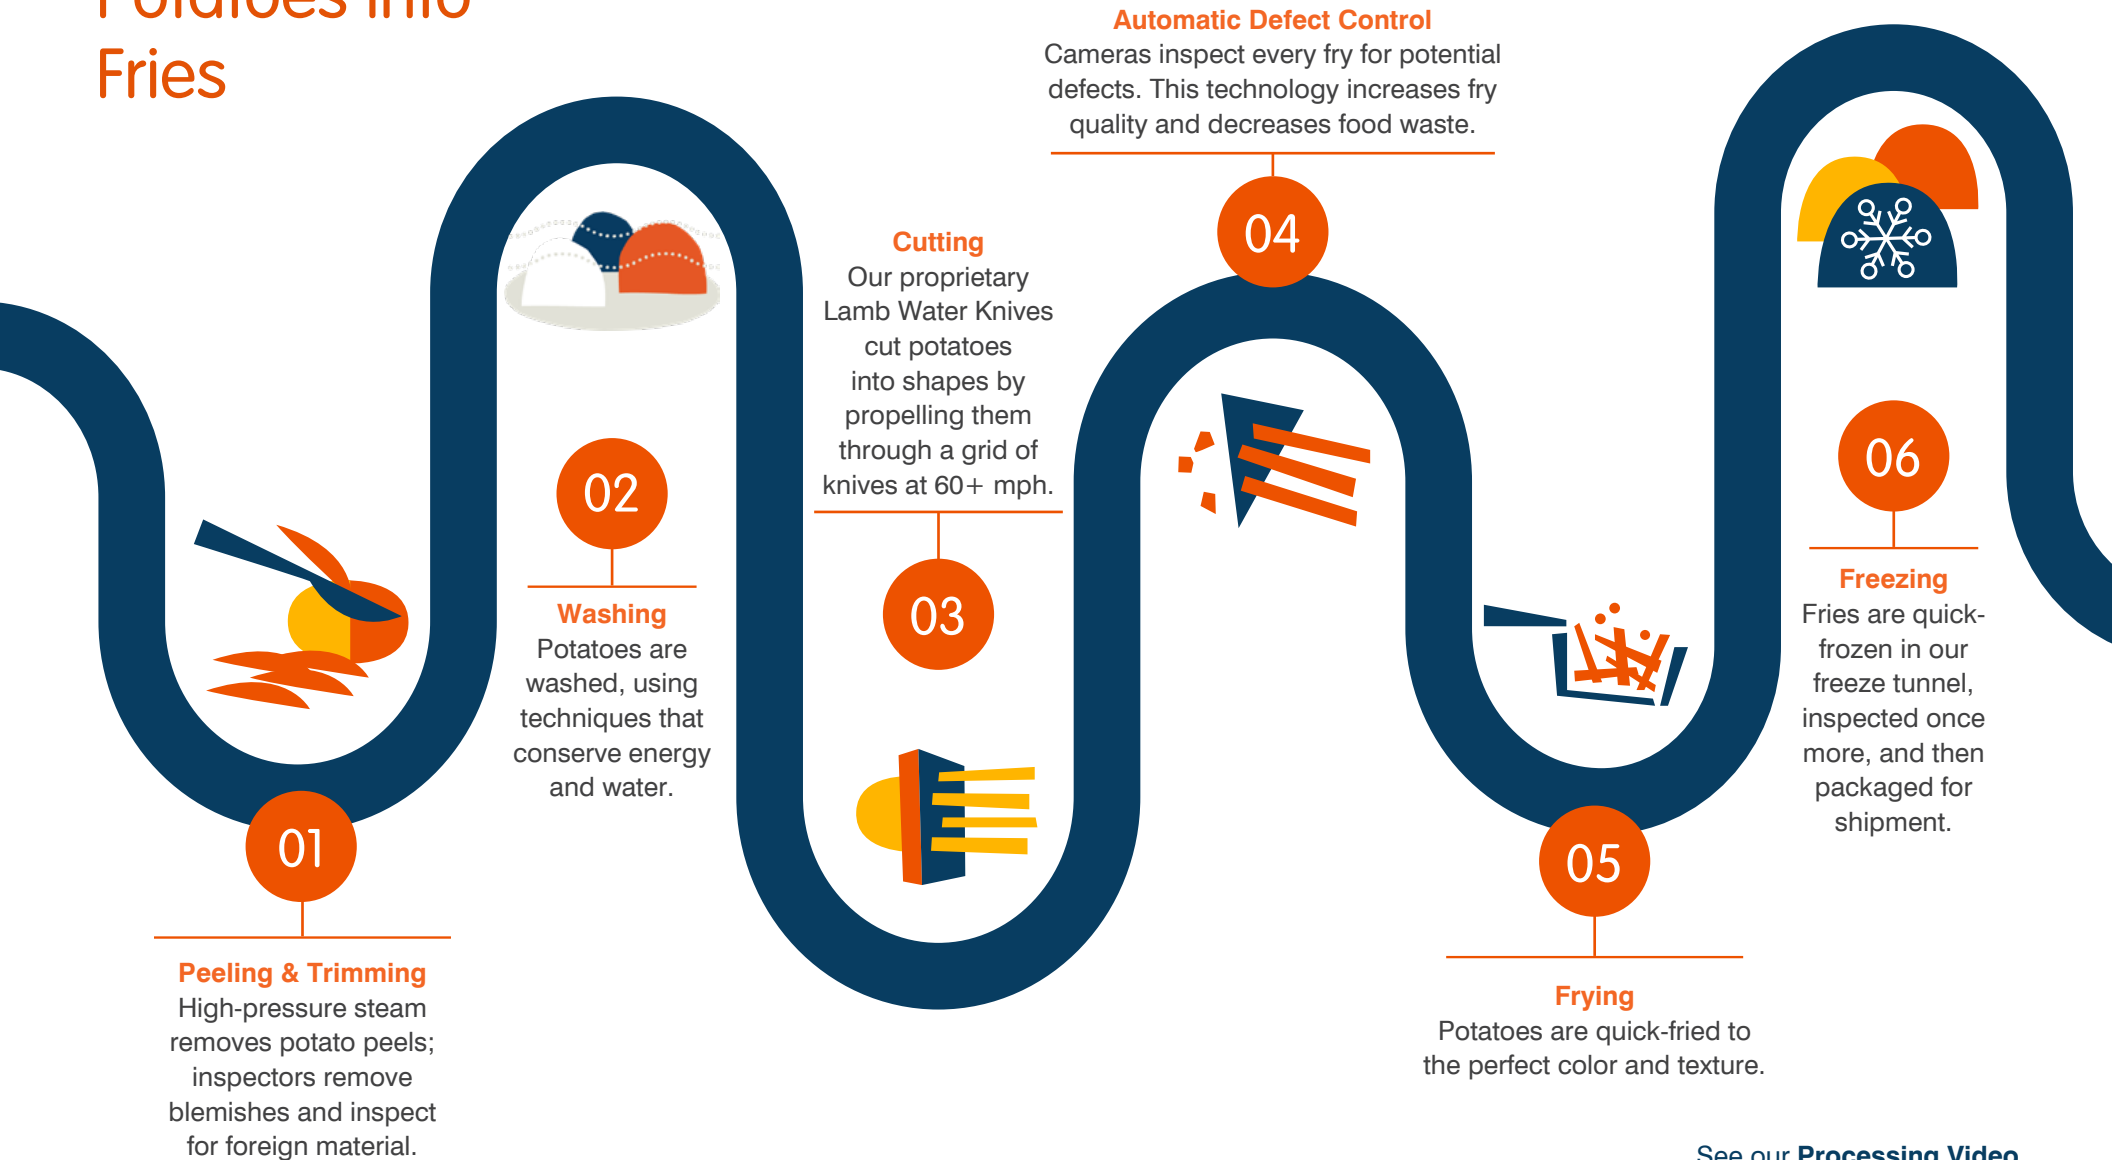 Potatoes into
Fries
01
Peeling & Trimming
High-pressure steam
removes potato peels;
inspectors remove
blemishes and inspect
for foreign material.
02
Washing
Potatoes are
washed, using
techniques that
conserve energy
and water.
Cutting
Our proprietary
Lamb Water Knives
cut potatoes
into shapes by
propelling them
through a grid of
knives at 60+ mph.
03
Automatic Defect Control
Cameras inspect every fry for potential
defects. This technology increases fry
quality and decreases food waste.
04
05
Frying
Potatoes are quick-fried to
the perfect color and texture.
06
Freezing
Fries are quick-
frozen in our
freeze tunnel,
inspected once
more, and then
packaged for
shipment.
See our Processing Video